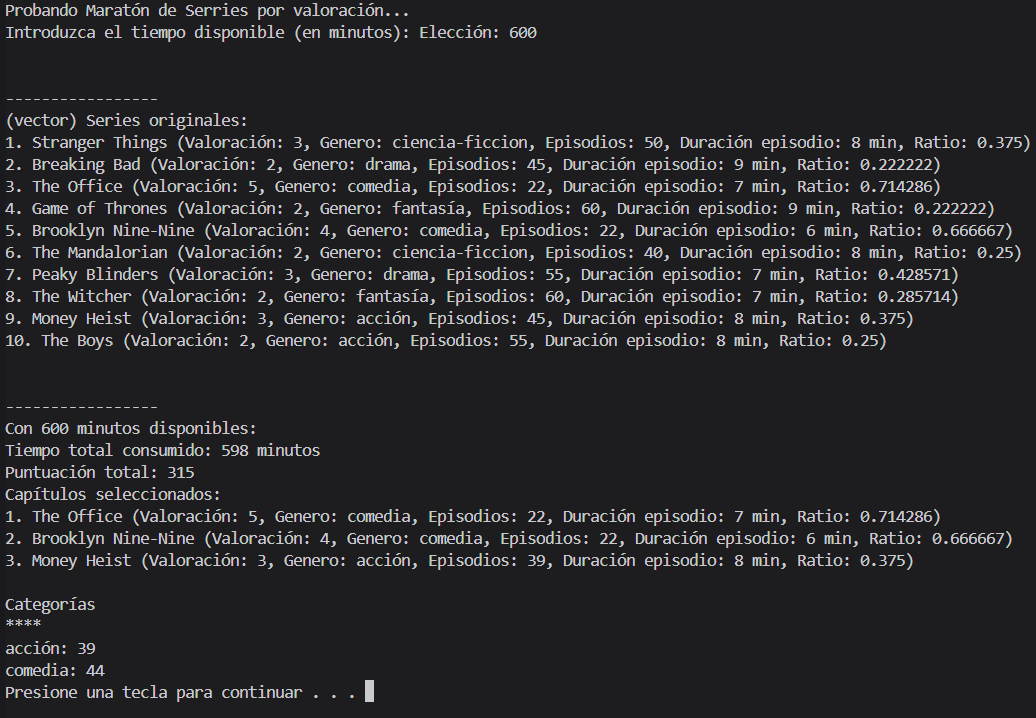 Probando Maratón de Serries por valoración...
Introduzca el tiempo disponible (en minutos): Elección: 600
-----------------
(vector) Series originales:
1. Stranger Things (Valoración: 3, Genero: ciencia-ficcion, Episodios: 50, Duración episodio: 8 min, Ratio: 0.375)
2. Breaking Bad (Valoración: 2, Genero: drama, Episodios: 45, Duración episodio: 9 min, Ratio: 0.222222)
3. The Office (Valoración: 5, Genero: comedia, Episodios: 22, Duración episodio: 7 min, Ratio: 0.714286)
4. Game of Thrones (Valoración: 2, Genero: fantasía, Episodios: 60, Duración episodio: 9 min, Ratio: 0.222222)
5. Brooklyn Nine-Nine (Valoración: 4, Genero: comedia, Episodios: 22, Duración episodio: 6 min, Ratio: 0.666667)
6. The Mandalorian (Valoración: 2, Genero: ciencia-ficcion, Episodios: 40, Duración episodio: 8 min, Ratio: 0.25)
7. Peaky Blinders (Valoración: 3, Genero: drama, Episodios: 55, Duración episodio: 7 min, Ratio: 0.428571)
8. The Witcher (Valoración: 2, Genero: fantasía, Episodios: 60, Duración episodio: 7 min, Ratio: 0.285714)
9. Money Heist (Valoración: 3, Genero: acción, Episodios: 45, Duración episodio: 8 min, Ratio: 0.375)
10. The Boys (Valoración: 2, Genero: acción, Episodios: 55, Duración episodio: 8 min, Ratio: 0.25)
-----------------
Con 600 minutos disponibles:
Tiempo total consumido: 598 minutos
Puntuación total: 315
Capítulos seleccionados:
1. The Office (Valoración: 5, Genero: comedia, Episodios: 22, Duración episodio: 7 min, Ratio: 0.714286)
2. Brooklyn Nine-Nine (Valoración: 4, Genero: comedia, Episodios: 22, Duración episodio: 6 min, Ratio: 0.666667)
3. Money Heist (Valoración: 3, Genero: acción, Episodios: 39, Duración episodio: 8 min, Ratio: 0.375)
Categorías
****
acción: 39
comedia: 44
Presione una tecla para continuar . . .